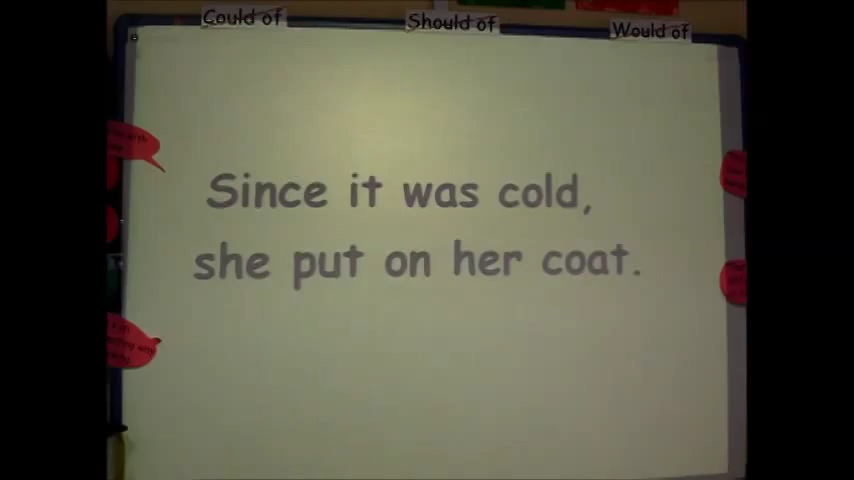 Could of Should of Would of
Since it was cold,
she put on her coat.